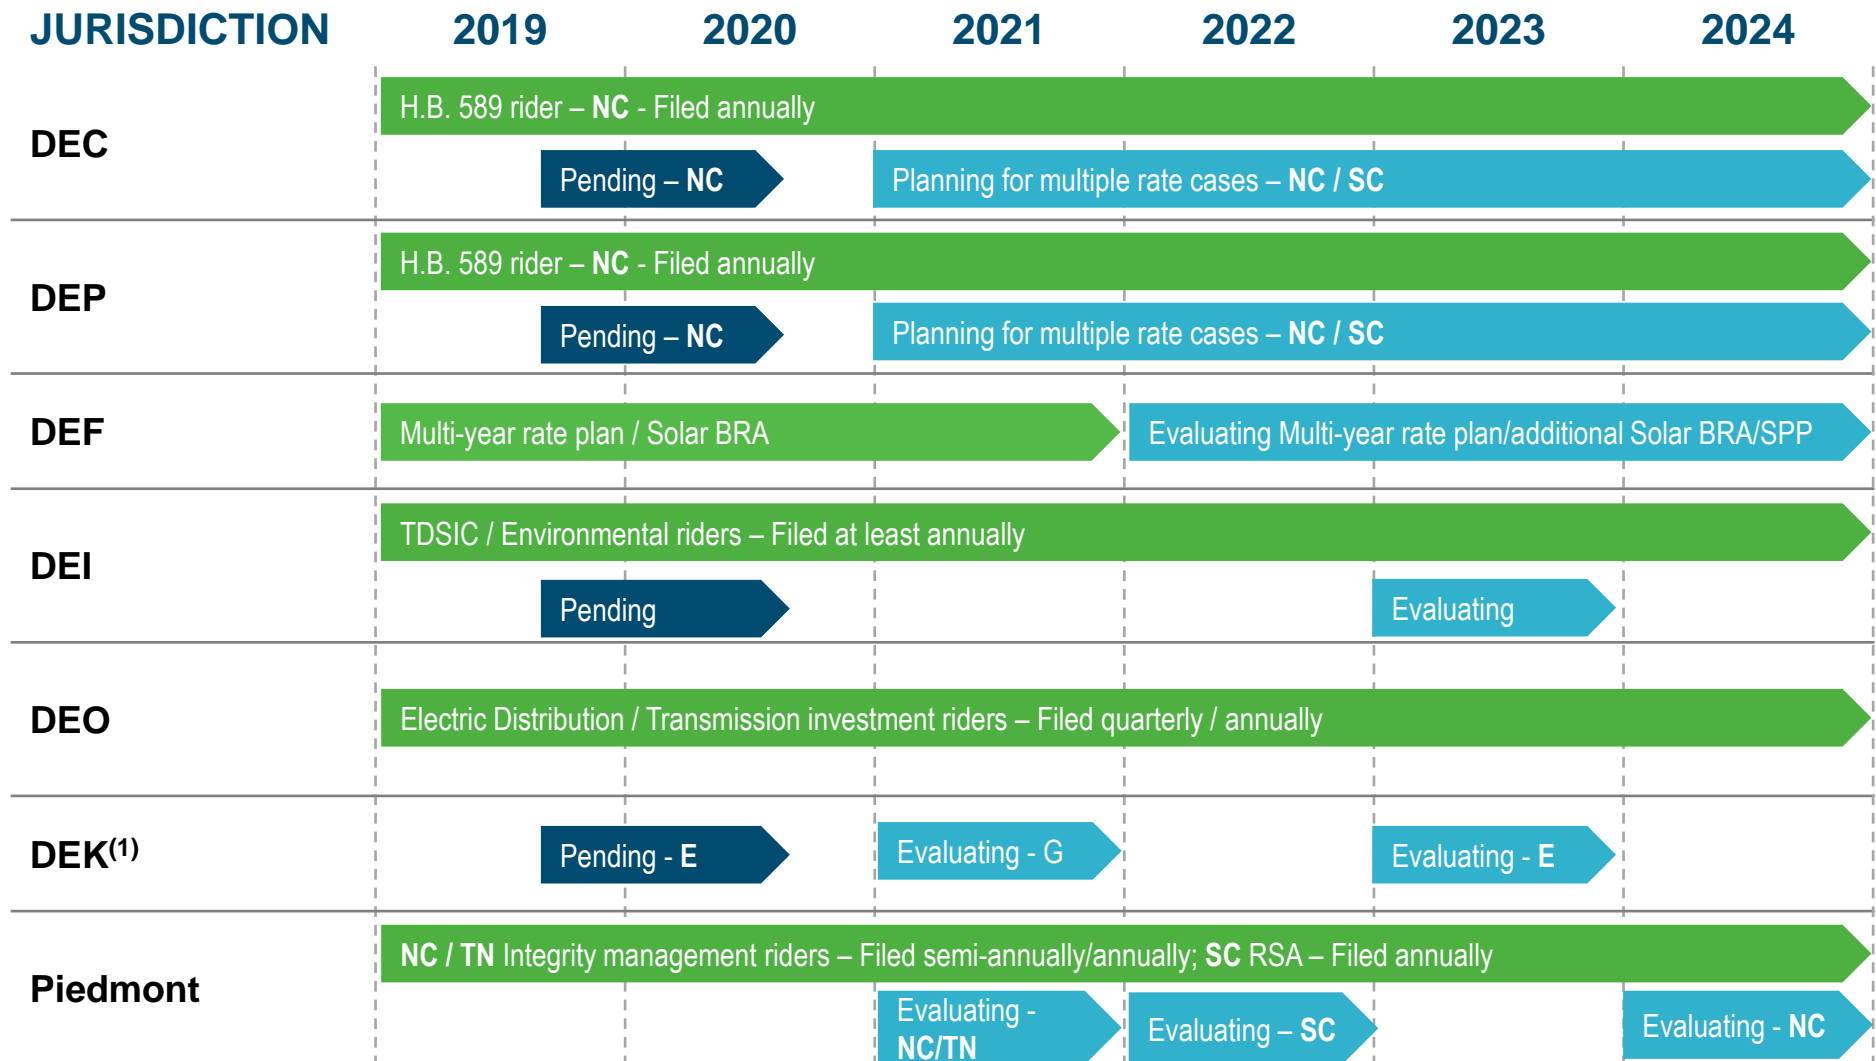 JURISDICTION 2019 2020 2021 2022 2023 2024
DEC
H.B. 589 rider – NC - Filed annually
Pending – NC
Planning for multiple rate cases – NC / SC
DEP
H.B. 589 rider – NC - Filed annually
Pending – NC
Planning for multiple rate cases – NC / SC
DEF
Multi-year rate plan / Solar BRA
Evaluating Multi-year rate plan/additional Solar BRA/SPP
DEI
TDSIC / Environmental riders – Filed at least annually
Pending
Evaluating
DEO
Electric Distribution / Transmission investment riders – Filed quarterly / annually
DEK(1)
Pending - E
Evaluating - G
Evaluating - E
Piedmont
NC / TN Integrity management riders – Filed semi-annually/annually; SC RSA – Filed annually
Evaluating -
NC/TN
Evaluating – SC
Evaluating - NC